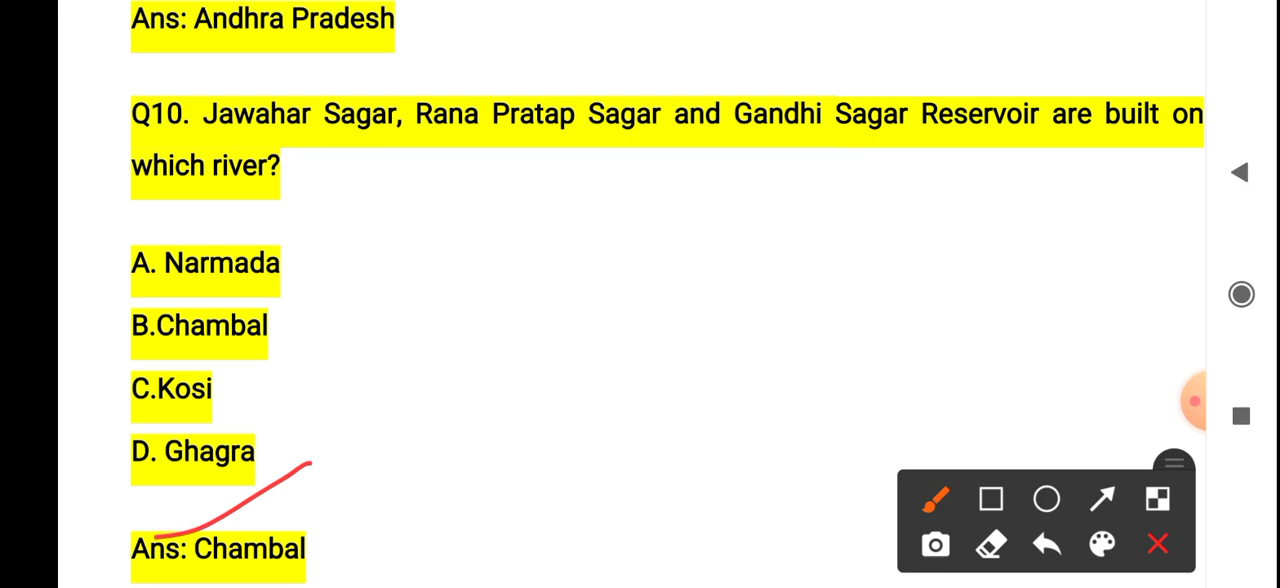 Ans: Andhra Pradesh
Q10. Jawahar Sagar, Rana Pratap Sagar and Gandhi Sagar Reservoir are built on
which river?
A. Narmada
B.Chambal
C.Kosi
D. Ghagra
Ans: Chambal